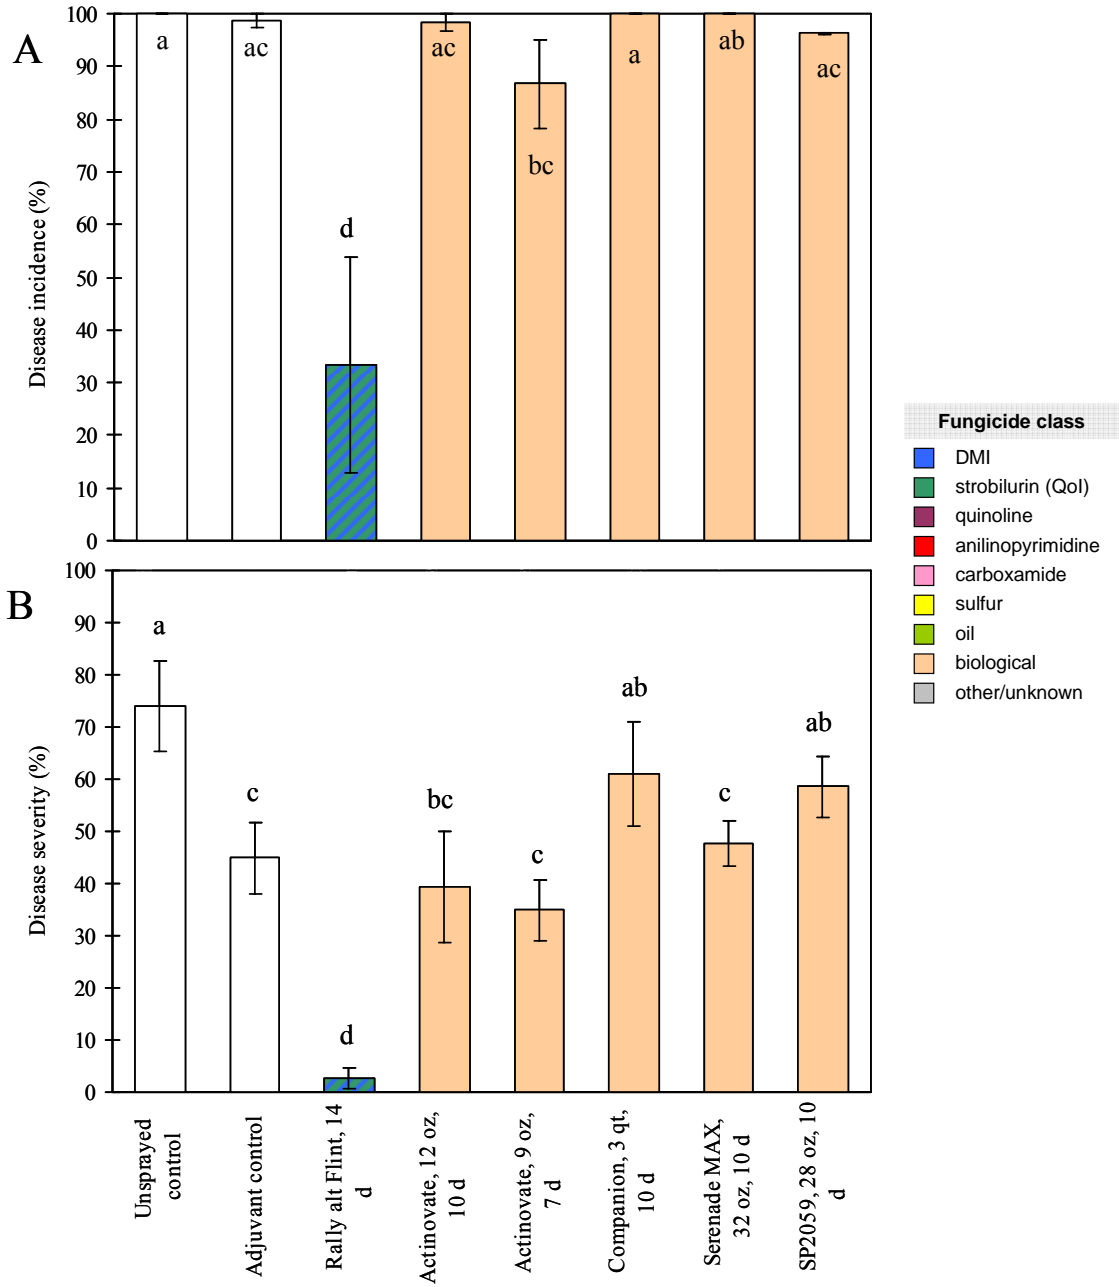 A
Disease incidence (%)
100
90
80
70
60
50
40
30
20
10
0
a
ac
d
ac
bc
a
ab
ac
B
Disease severity (%)
100
90
80
70
60
50
40
30
20
10
0
a
c
d
bc
c
ab
c
ab
Unsprayed
control
Adjuvant control
Rally alt Flint, 14
d
Actinovate, 12 oz,
10 d
Actinovate, 9 oz,
7 d
Companion, 3 qt,
10 d
Serenade MAX,
32 oz, 10 d
SP2059, 28 oz, 10
d
Fungicide class
DMI
strobilurin (QoI)
quinoline
anilinopyrimidine
carboxamide
sulfur
oil
biological
other/unknown